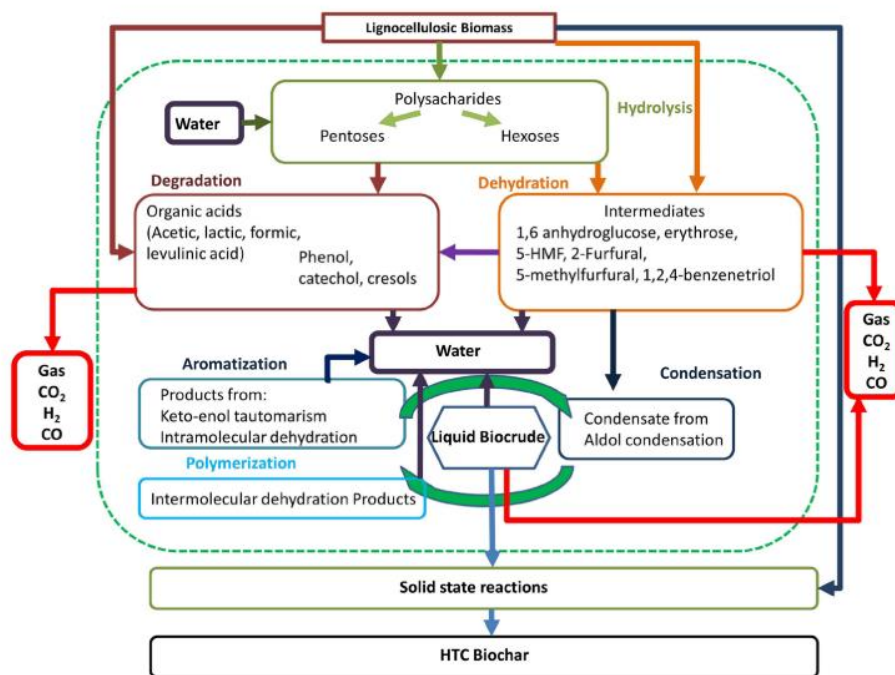 Lignocellulosic Biomass
Polysacharides
Hydrolysis
Water
Pentoses
Hexoses
Degradation
Dehydration
Organic acids
(Acetic, lactic, formic,
levulinic acid)
Phenol,
catechol, cresols
Intermediates
1,6 anhydroglucose, erythrose,
5-HMF, 2-Furfural,
5-methylfurfural, 1,2,4-benzenetriol
Gas
CO2
H2
CO
Water
Gas
CO2
H2
CO
Aromatization
Condensation
Products from:
Keto-enol tautomarism
Intramolecular dehydration
Liquid Biocrude
Condensate from
Aldol condensation
Polymerization
Intermolecular dehydration Products
Solid state reactions
HTC Biochar